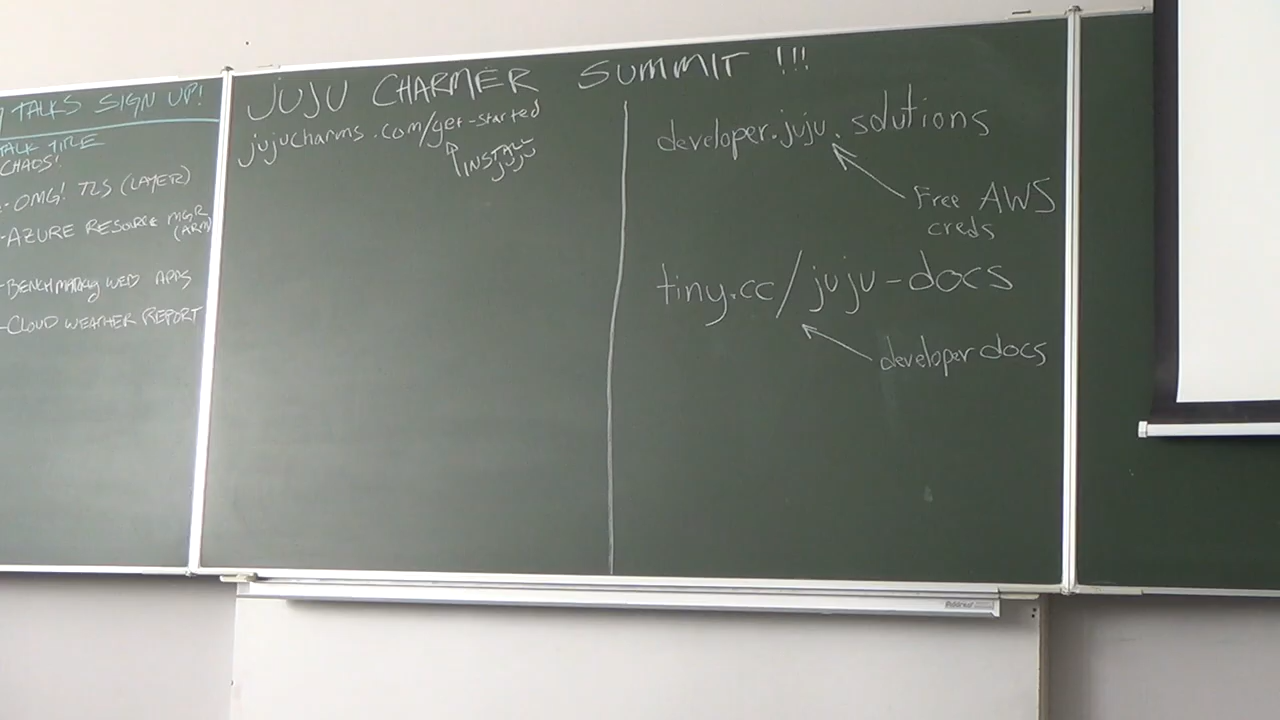 TALKS SIGN UP!
TALK TITLE
CHAOS!
- OMG! TLS (LAYER)
- AZURE RESOURCE MGR
(ARM)
- BENCHMARKING WEB APPS
- CLOUD WEATHER REPORT
JUJU CHARMER SUMMIT !!!
jujucharms.com/get-started
INSTALL
juju
developer.juju.solutions
Free AWS
creds
tiny.cc/juju-docs
developer docs